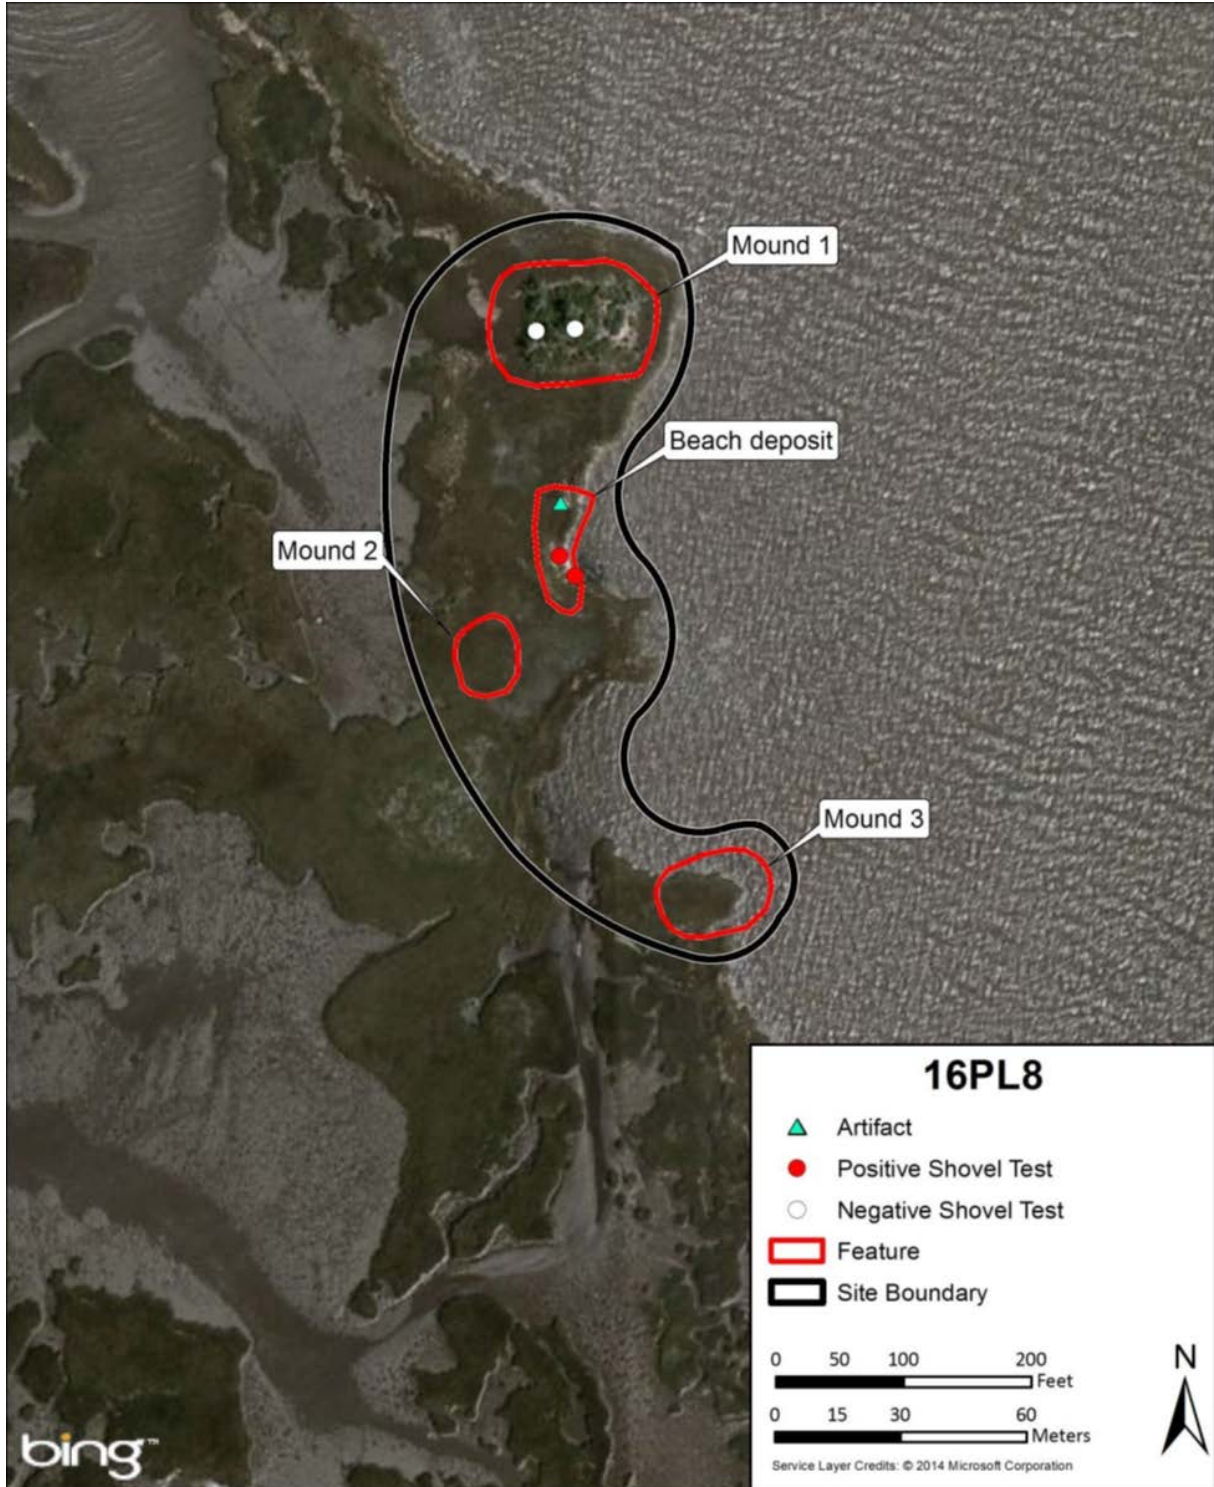 Mound 1
Beach deposit
Mound 2
Mound 3
16PL8
Artifact
Positive Shovel Test
Negative Shovel Test
Feature
Site Boundary
0 50 100 200
Feet
0 15 30 60
Meters
N
Service Layer Credits: © 2014 Microsoft Corporation
bing™